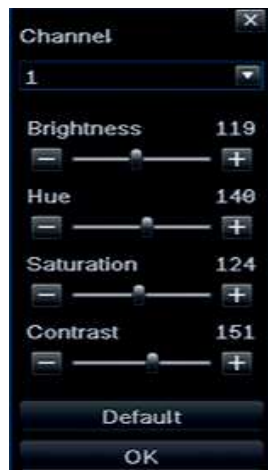 Channel
1
Brightness 119
Hue 140
Saturation 124
Contrast 151
Default
OK